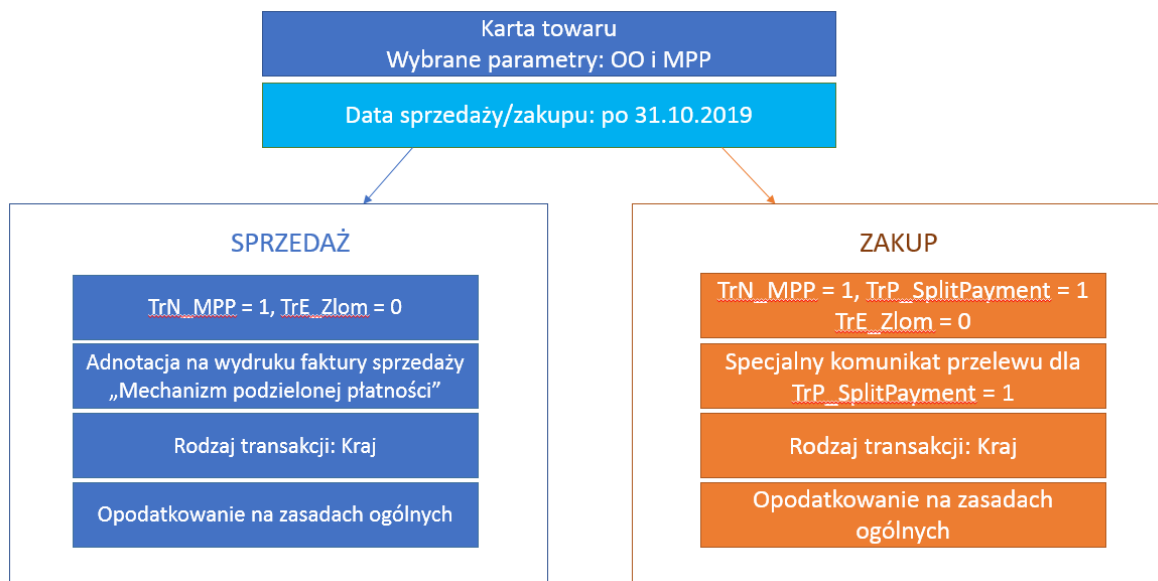 Karta towaru
Wybrane parametry: OO i MPP
Data sprzedaży/zakupu: po 31.10.2019
SPRZEDAŻ
TrN_MPP = 1, TrE_Zlom = 0
Adnotacja na wydruku faktury sprzedaży
„Mechanizm podzielonej płatności”
Rodzaj transakcji: Kraj
Opodatkowanie na zasadach ogólnych
ZAKUP
TrN_MPP = 1, TrP_SplitPayment = 1
TrE_Zlom = 0
Specjalny komunikat przelewu dla
TrP_SplitPayment = 1
Rodzaj transakcji: Kraj
Opodatkowanie na zasadach
ogólnych